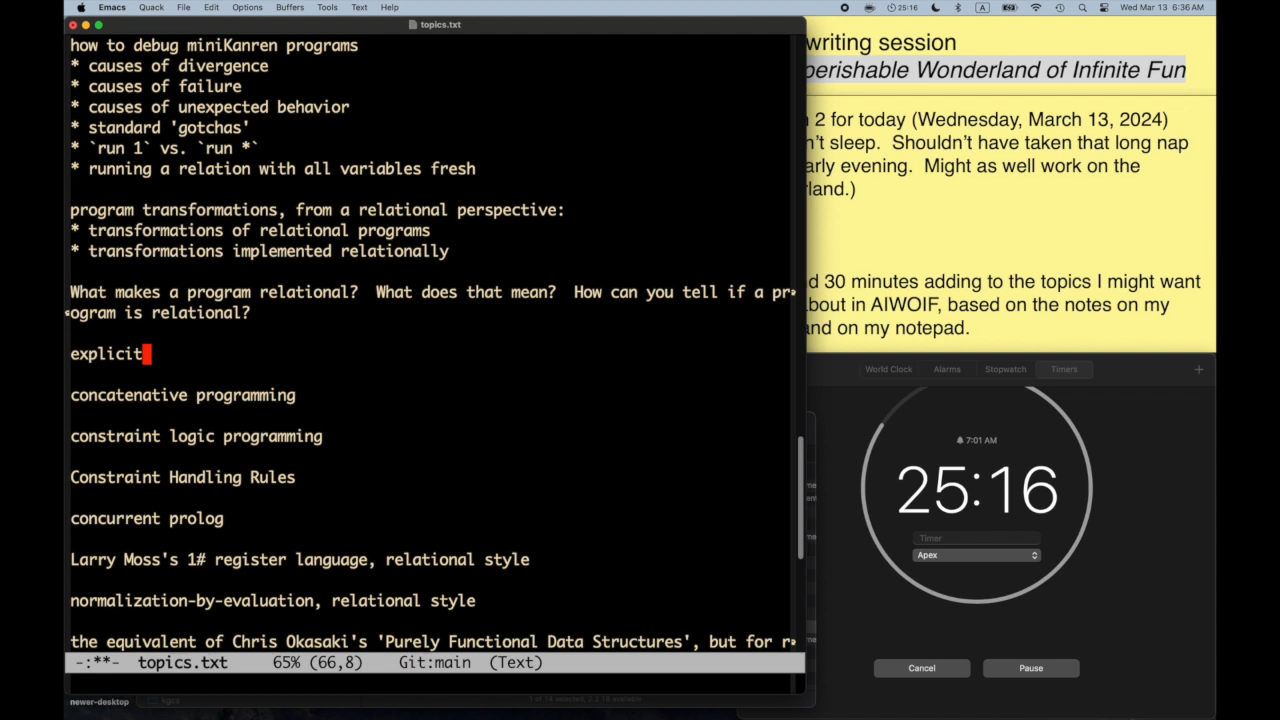 Emacs Quack File Edit Options Buffers Tools Text Help
25:16 A Wed Mar 13 6:36 AM
topics.txt
how to debug miniKanren programs
* causes of divergence
* causes of failure
* causes of unexpected behavior
* standard 'gotchas'
* `run 1` vs. `run *`
* running a relation with all variables fresh
program transformations, from a relational perspective:
* transformations of relational programs
* transformations implemented relationally
What makes a program relational?  What does that mean?  How can you tell if a pr
ogram is relational?
explicit
concatenative programming
constraint logic programming
Constraint Handling Rules
concurrent prolog
Larry Moss's 1# register language, relational style
normalization-by-evaluation, relational style
the equivalent of Chris Okasaki's 'Purely Functional Data Structures', but for r
-:**- topics.txt 65% (66,8) Git:main (Text)
newer-desktop
writing session
perishable Wonderland of Infinite Fun
2 for today (Wednesday, March 13, 2024)
n't sleep.  Shouldn't have taken that long nap
arly evening.  Might as well work on the
rland.)
d 30 minutes adding to the topics I might want
bout in AIWOIF, based on the notes on my
and on my notepad.
World Clock Alarms Stopwatch Timers +
7:01 AM
25:16
Timer
Apex
Cancel Pause